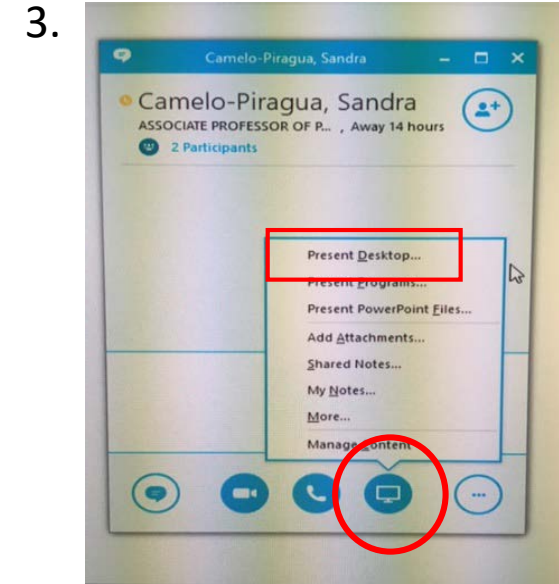 3.
Camelo-Piragua, Sandra
Camelo-Piragua, Sandra
ASSOCIATE PROFESSOR OF P... , Away 14 hours
2 Participants
Present Desktop...
Present Programs...
Present PowerPoint Files...
Add Attachments...
Shared Notes...
My Notes...
More...
Manage Content